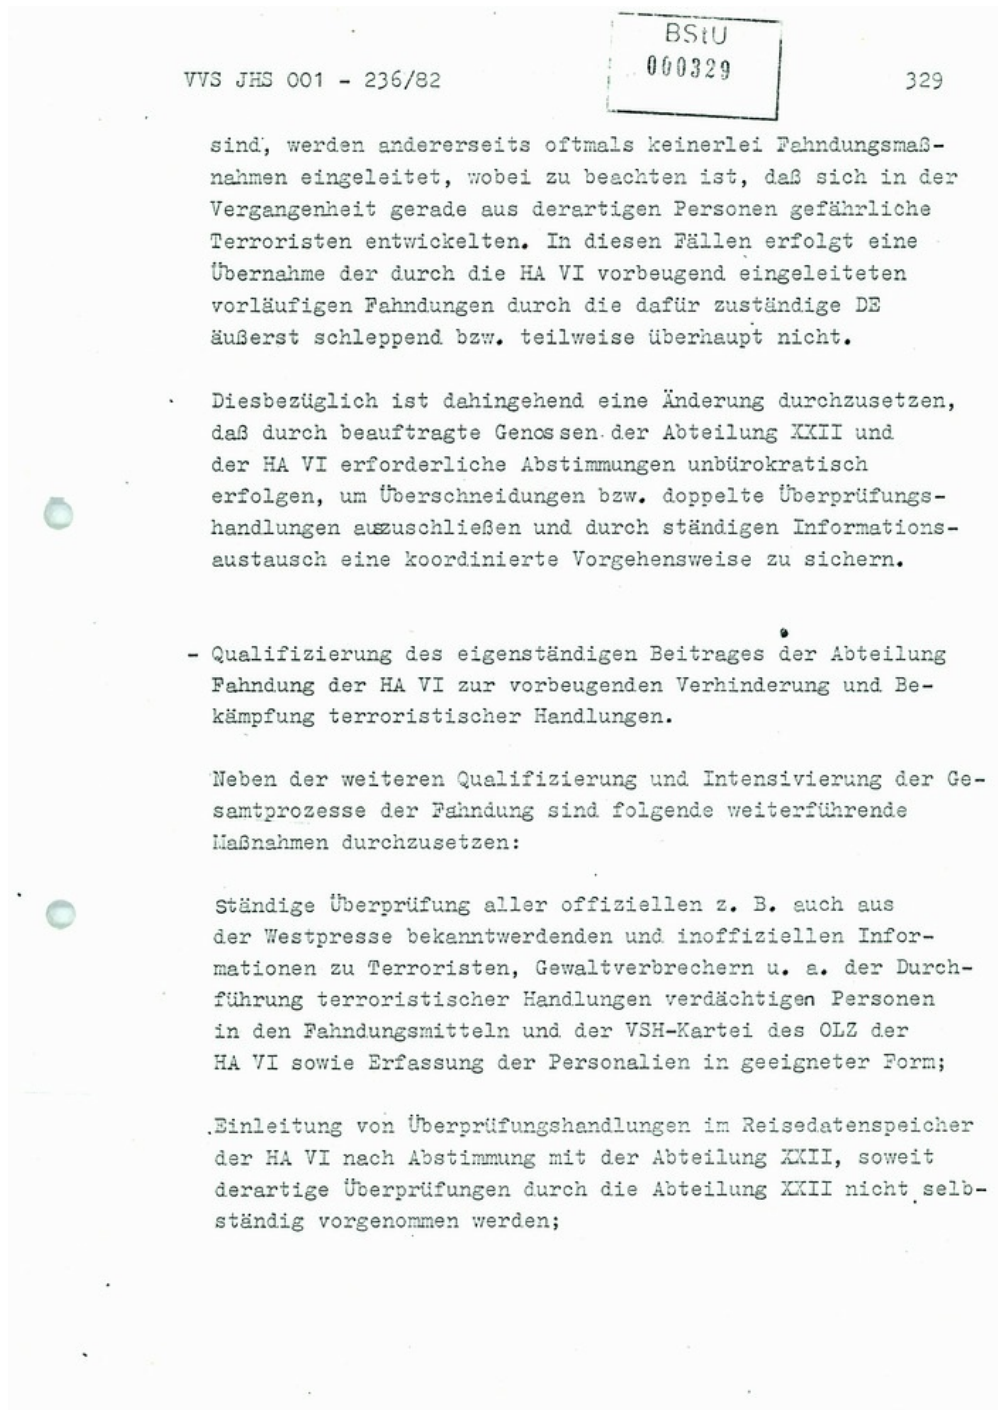 BStU
000329
VVS JHS 001 - 236/82
329
sind, werden andererseits oftmals keinerlei Fahndungsmaß-
nahmen eingeleitet, wobei zu beachten ist, daß sich in der
Vergangenheit gerade aus derartigen Personen gefährliche
Terroristen entwickelten. In diesen Fällen erfolgt eine
Übernahme der durch die HA VI vorbeugend eingeleiteten
vorläufigen Fahndungen durch die dafür zuständige DE
äußerst schleppend bzw. teilweise überhaupt nicht.
Diesbezüglich ist dahingehend eine Änderung durchzusetzen,
daß durch beauftragte Genossen der Abteilung XXII und
der HA VI erforderliche Abstimmungen unbürokratisch
erfolgen, um Überschneidungen bzw. doppelte Überprüfungs-
handlungen auszuschließen und durch ständigen Informations-
austausch eine koordinierte Vorgehensweise zu sichern.
- Qualifizierung des eigenständigen Beitrages der Abteilung
Fahndung der HA VI zur vorbeugenden Verhinderung und Be-
kämpfung terroristischer Handlungen.
Neben der weiteren Qualifizierung und Intensivierung der Ge-
samtprozesse der Fahndung sind folgende weiterführende
Maßnahmen durchzusetzen:
Ständige Überprüfung aller offiziellen z. B. auch aus
der Westpresse bekanntwerdenden und inoffiziellen Infor-
mationen zu Terroristen, Gewaltverbrechern u. a. der Durch-
führung terroristischer Handlungen verdächtigen Personen
in den Fahndungsmitteln und der VSH-Kartei des OLZ der
HA VI sowie Erfassung der Personalien in geeigneter Form;
Einleitung von Überprüfungshandlungen im Reisedatenspeicher
der HA VI nach Abstimmung mit der Abteilung XXII, soweit
derartige Überprüfungen durch die Abteilung XXII nicht selb-
ständig vorgenommen werden;